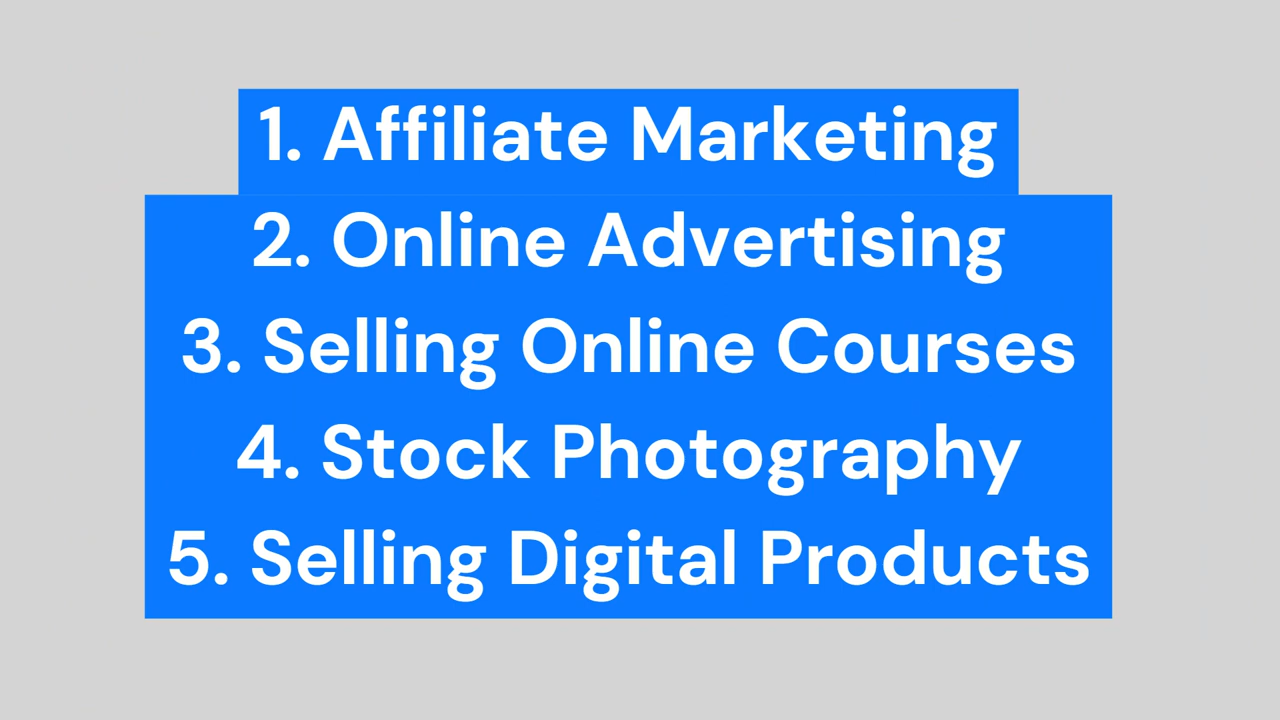 1. Affiliate Marketing
2. Online Advertising
3. Selling Online Courses
4. Stock Photography
5. Selling Digital Products